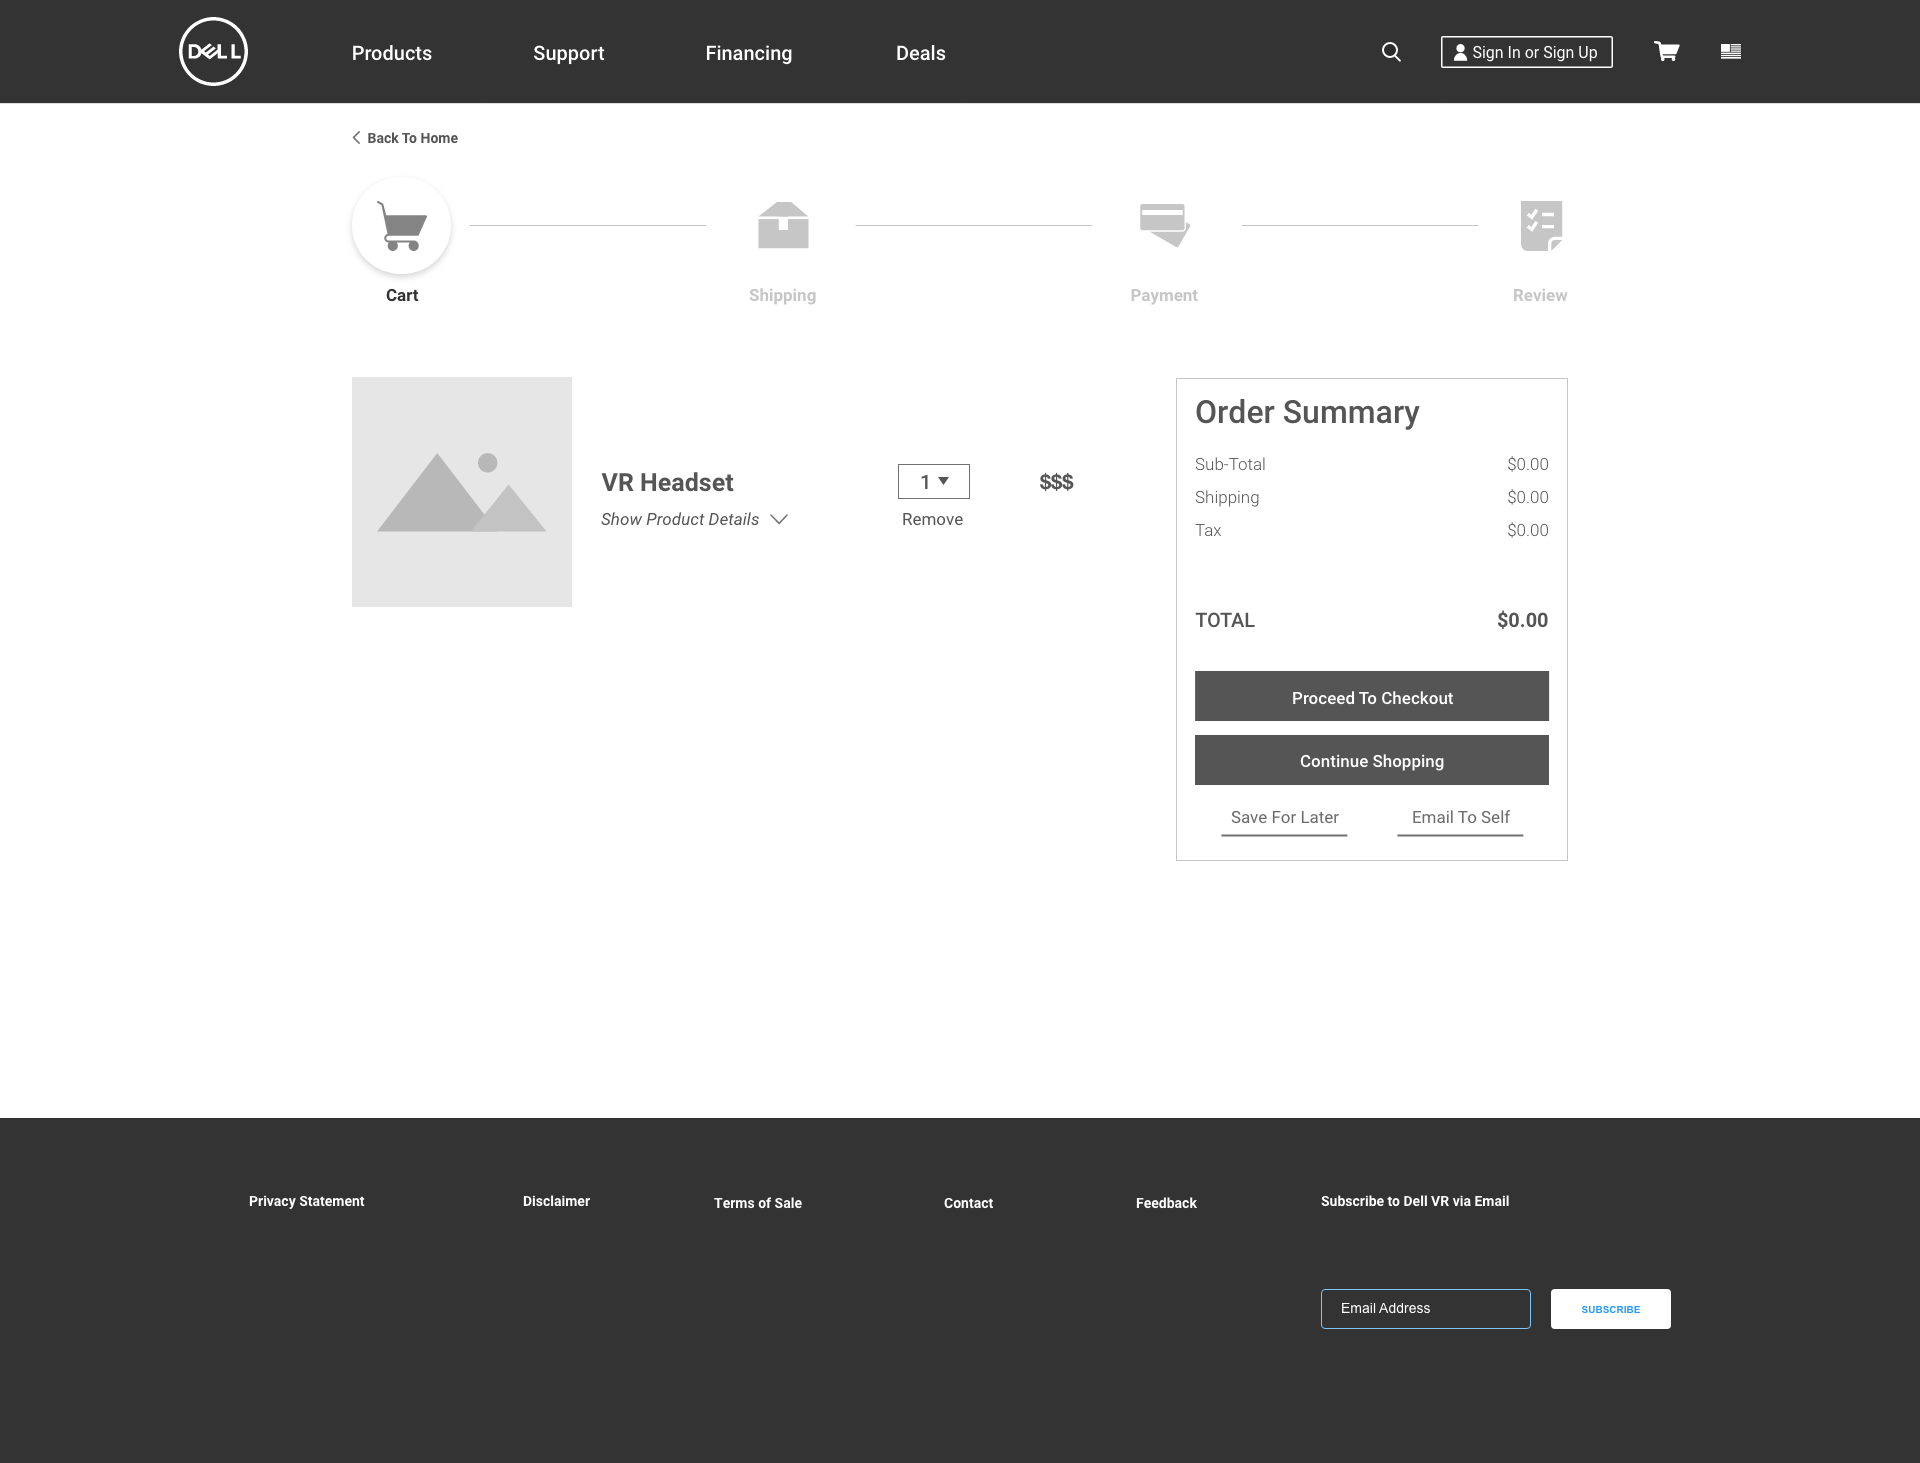 DELL
Products
Support
Financing
Deals
Sign In or Sign Up
Back To Home
Cart
Shipping
Payment
Review
VR Headset
Show Product Details
1
Remove
$$$
Order Summary
Sub-Total $0.00
Shipping $0.00
Tax $0.00
TOTAL $0.00
Proceed To Checkout
Continue Shopping
Save For Later
Email To Self
Privacy Statement
Disclaimer
Terms of Sale
Contact
Feedback
Subscribe to Dell VR via Email
Email Address
SUBSCRIBE